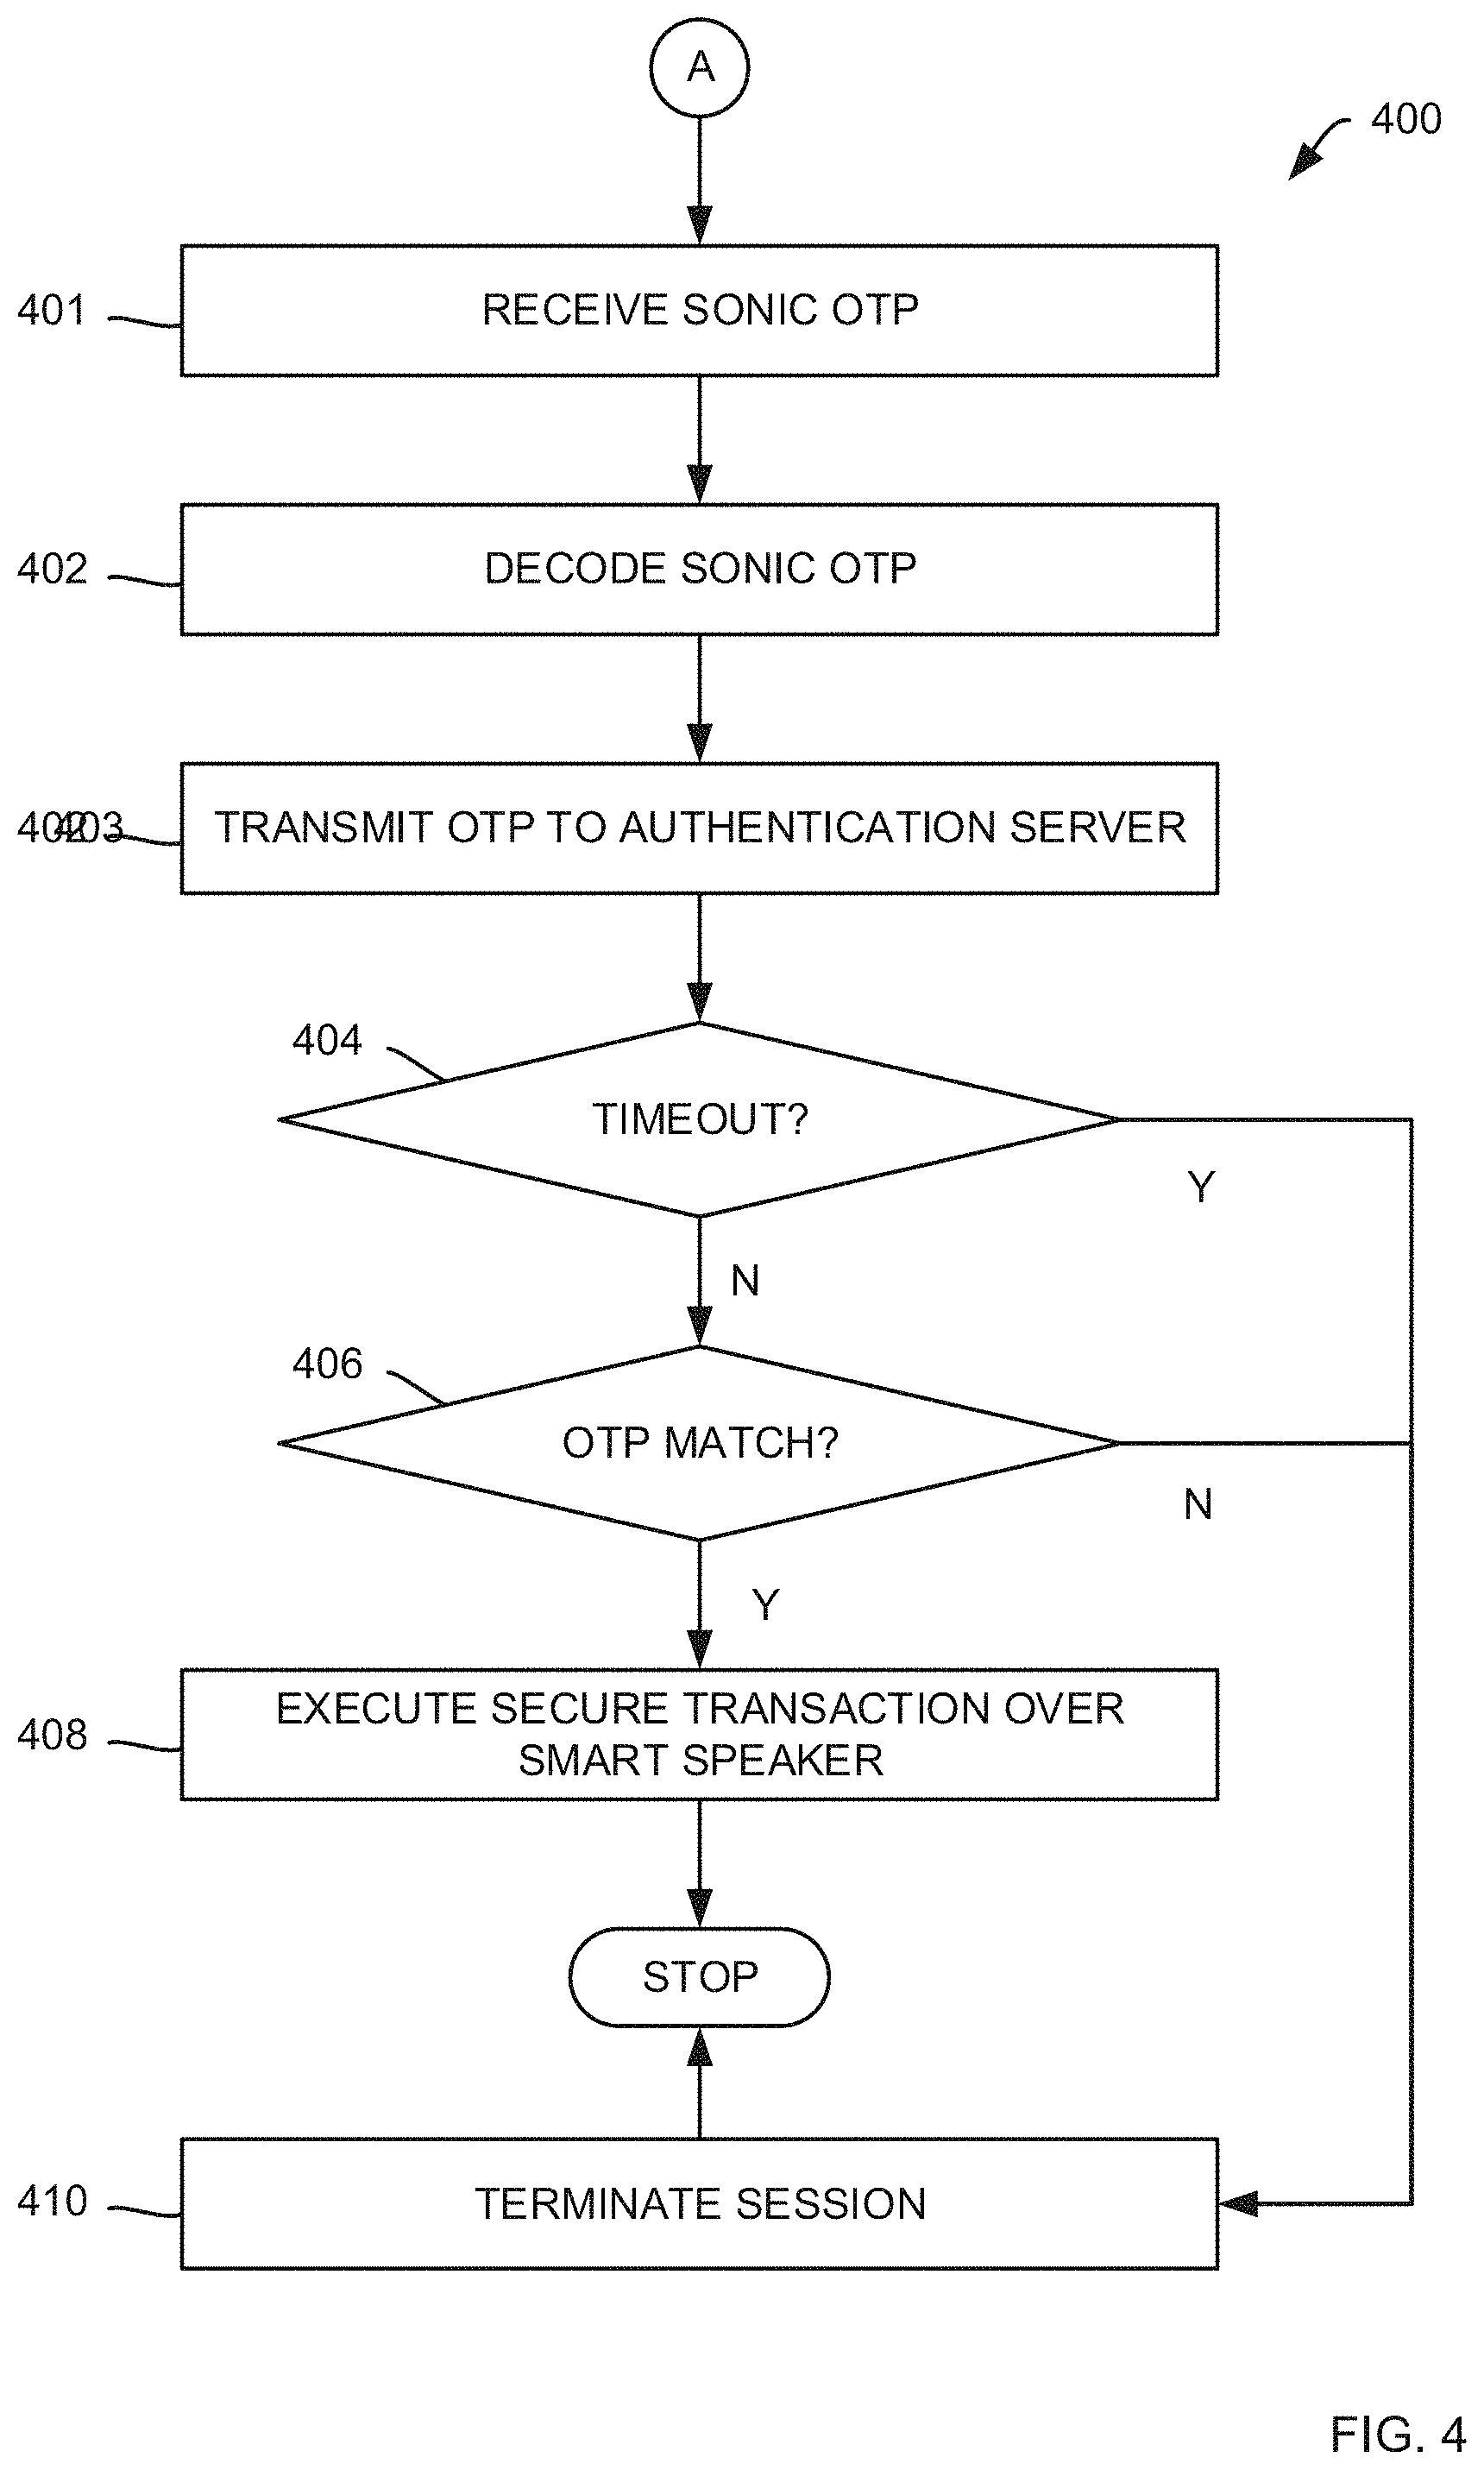 A
400
401
RECEIVE SONIC OTP
402
DECODE SONIC OTP
402403
TRANSMIT OTP TO AUTHENTICATION SERVER
404
TIMEOUT?
Y
N
406
OTP MATCH?
N
Y
408
EXECUTE SECURE TRANSACTION OVER
SMART SPEAKER
STOP
410
TERMINATE SESSION
FIG. 4